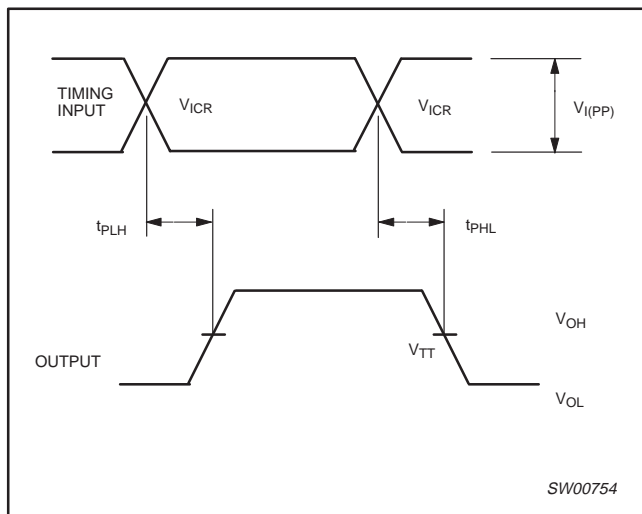 TIMING
INPUT
VICR
VICR
VI(PP)
tPLH
tPHL
VOH
VTT
OUTPUT
VOL
SW00754